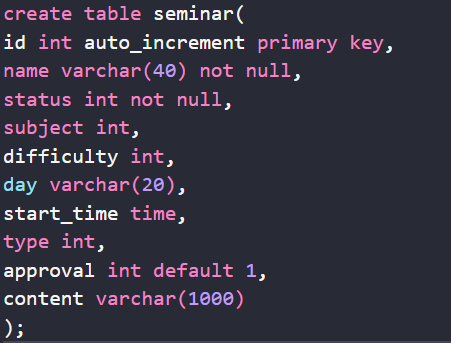 create table seminar(
id int auto_increment primary key,
name varchar(40) not null,
status int not null,
subject int,
difficulty int,
day varchar(20),
start_time time,
type int,
approval int default 1,
content varchar(1000)
);